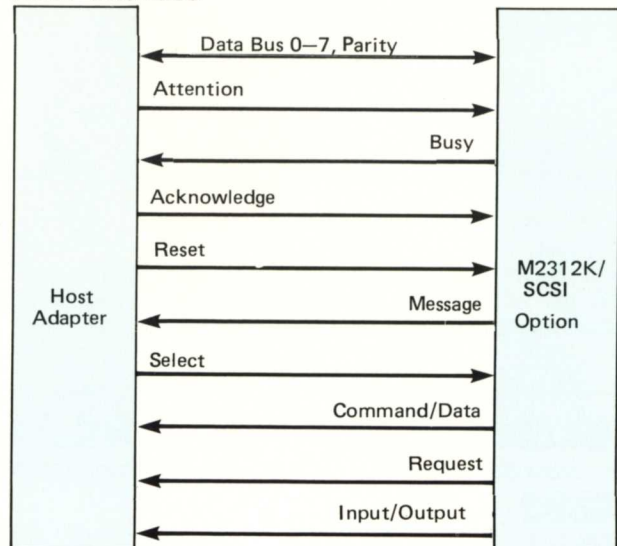 Data Bus 0–7, Parity
Attention
Busy
Acknowledge
Reset
Host
Adapter
M2312K/
SCSI
Option
Message
Select
Command/Data
Request
Input/Output